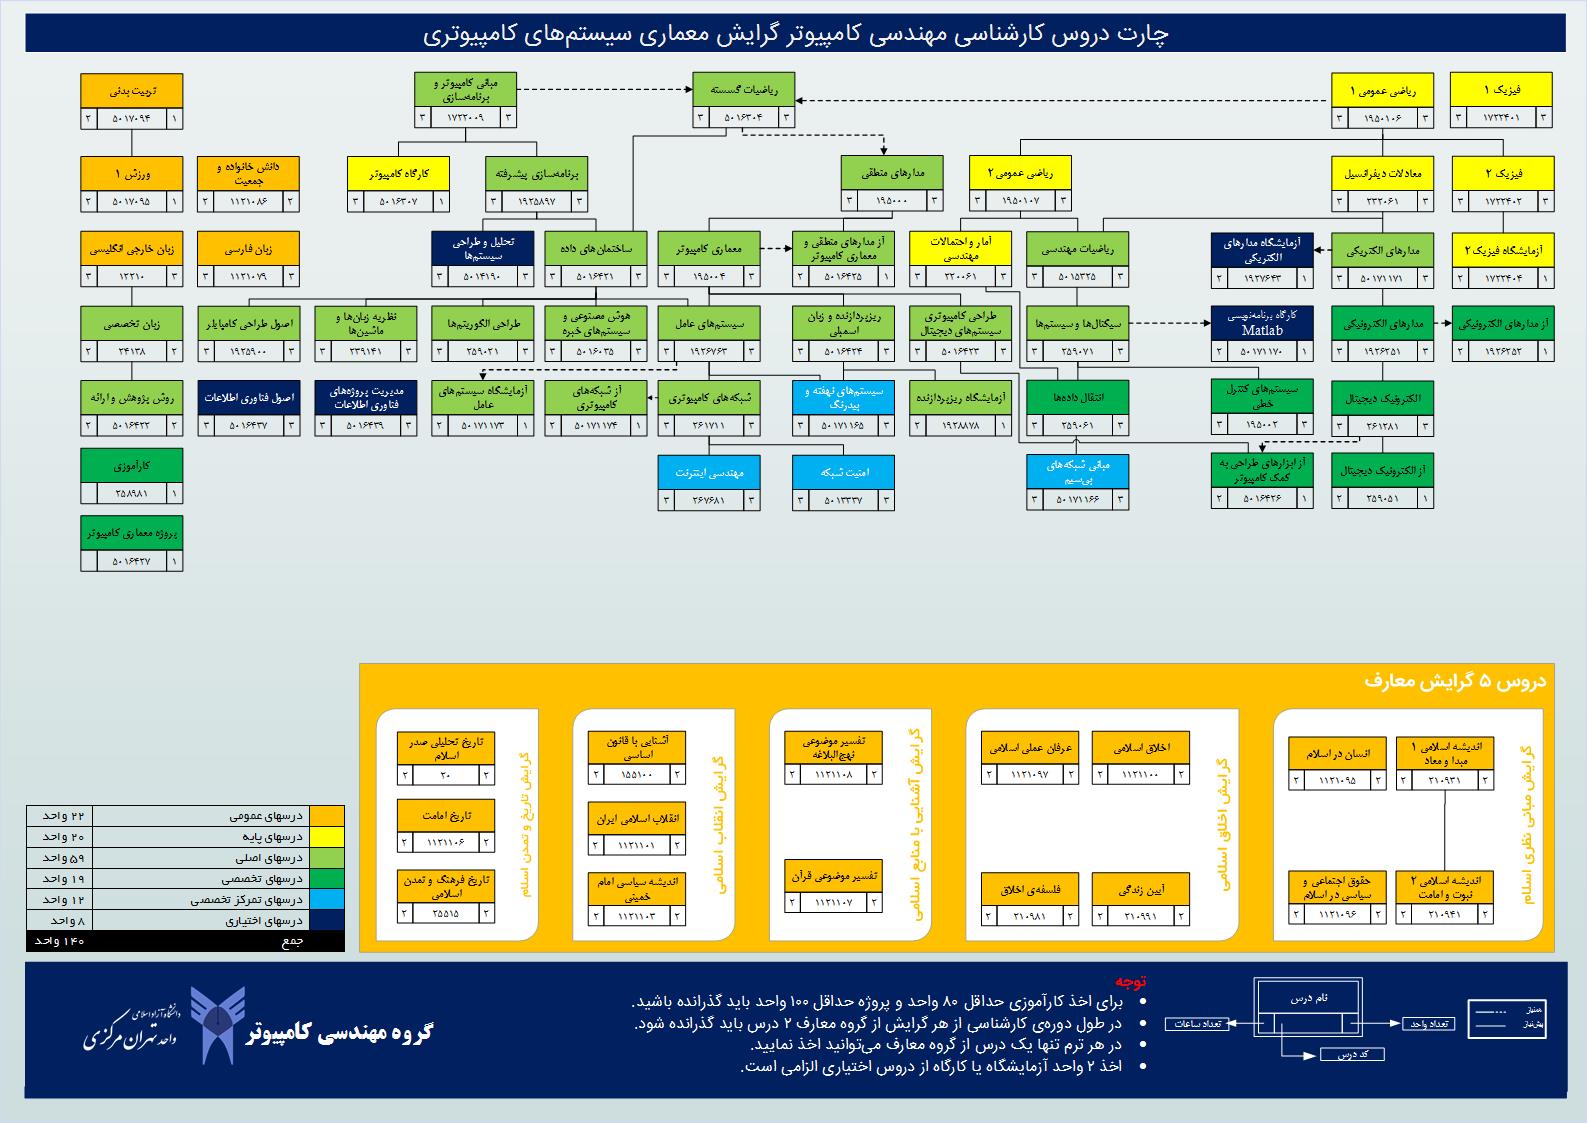 چارت دروس کارشناسی مهندسی کامپیوتر گرایش معماری سیستم‌های کامپیوتری
فیزیک ۱
۳ ۱۷۲۲۴۰۱ ۳
ریاضی عمومی ۱
۳ ۱۹۵۰۱۰۶ ۳
ریاضیات گسسته
۳ ۵۰۱۶۳۰۴ ۳
مبانی کامپیوتر و
برنامه‌سازی
۳ ۱۷۲۲۰۰۹ ۳
تربیت بدنی
۲ ۵۰۱۷۰۹۴ ۱
فیزیک ۲
۳ ۱۷۲۲۴۰۲ ۳
معادلات دیفرانسیل
۳ ۲۳۲۰۶۱ ۳
ریاضی عمومی ۲
۳ ۱۹۵۰۱۰۷ ۳
مدارهای منطقی
۳ ۱۹۵۰۰۰ ۳
برنامه‌سازی پیشرفته
۳ ۱۹۲۵۸۹۷ ۳
کارگاه کامپیوتر
۳ ۵۰۱۶۳۰۷ ۱
دانش خانواده و
جمعیت
۲ ۱۱۲۱۰۸۶ ۲
ورزش ۱
۲ ۵۰۱۷۰۹۵ ۱
آزمایشگاه فیزیک ۲
۲ ۱۷۲۲۴۰۴ ۱
مدارهای الکتریکی
۳ ۵۰۱۷۱۱۷۱ ۳
آزمایشگاه مدارهای
الکتریکی
۲ ۱۹۲۷۶۴۳ ۱
ریاضیات مهندسی
۳ ۵۰۱۵۳۲۵ ۳
آمار و احتمالات
مهندسی
۳ ۲۲۰۰۶۱ ۳
آز مدارهای منطقی و
معماری کامپیوتر
۲ ۵۰۱۶۴۲۵ ۱
معماری کامپیوتر
۳ ۱۹۵۰۰۴ ۳
ساختمان‌های داده
۳ ۵۰۱۶۴۲۱ ۳
تحلیل و طراحی
سیستم‌ها
۳ ۵۰۱۴۱۹۰ ۳
زبان فارسی
۳ ۱۱۲۱۰۷۹ ۳
زبان خارجی انگلیسی
۳ ۱۲۲۱۰ ۳
آز مدارهای الکترونیکی
۲ ۱۹۲۶۲۵۲ ۱
مدارهای الکترونیکی
۳ ۱۹۲۶۲۵۱ ۳
کارگاه برنامه‌نویسی
Matlab
۲ ۵۰۱۷۱۱۷۰ ۱
سیگنال‌ها و سیستم‌ها
۳ ۲۵۹۰۷۱ ۳
طراحی کامپیوتری
سیستم‌های دیجیتال
۳ ۵۰۱۶۴۲۳ ۳
ریزپردازنده و زبان
اسمبلی
۳ ۵۰۱۶۴۲۴ ۳
سیستم‌های عامل
۳ ۱۹۲۶۷۶۳ ۳
هوش مصنوعی و
سیستم‌های خبره
۳ ۵۰۱۶۰۳۵ ۳
طراحی الگوریتم‌ها
۳ ۲۵۹۰۲۱ ۳
نظریه زبان‌ها و
ماشین‌ها
۳ ۲۳۹۱۴۱ ۳
اصول طراحی کامپایلر
۳ ۱۹۲۵۹۰۰ ۳
زبان تخصصی
۲ ۲۴۱۳۸ ۲
الکترونیک دیجیتال
۳ ۲۶۱۲۸۱ ۳
سیستم‌های کنترل
خطی
۳ ۱۹۵۰۰۲ ۳
انتقال داده‌ها
۳ ۲۵۹۰۶۱ ۳
آزمایشگاه ریزپردازنده
۲ ۱۹۲۸۸۷۸ ۱
سیستم‌های نهفته و
بیدرنگ
۳ ۵۰۱۷۱۱۶۵ ۳
شبکه‌های کامپیوتری
۳ ۲۶۱۷۱۱ ۳
آز شبکه‌های
کامپیوتری
۲ ۵۰۱۷۱۱۷۴ ۱
آزمایشگاه سیستم‌های
عامل
۲ ۵۰۱۷۱۱۷۳ ۱
مدیریت پروژه‌های
فناوری اطلاعات
۳ ۵۰۱۶۴۳۹ ۳
اصول فناوری اطلاعات
۳ ۵۰۱۶۴۳۷ ۳
روش پژوهش و ارائه
۲ ۵۰۱۶۴۲۲ ۲
آز الکترونیک دیجیتال
۲ ۲۵۹۰۵۱ ۱
آز ابزارهای طراحی به
کمک کامپیوتر
۲ ۵۰۱۶۴۲۶ ۱
مبانی شبکه‌های
بی‌سیم
۳ ۵۰۱۷۱۱۶۶ ۳
امنیت شبکه
۳ ۵۰۱۳۳۳۷ ۳
مهندسی اینترنت
۳ ۲۶۷۶۸۱ ۳
کارآموزی
۲۵۸۹۸۱ ۱
پروژه معماری کامپیوتر
۵۰۱۶۴۲۷ ۱
دروس ۵ گرایش معارف
گرایش مبانی نظری اسلام
اندیشه اسلامی ۱
مبدا و معاد
۲ ۲۱۰۹۳۱ ۲
انسان در اسلام
۲ ۱۱۲۱۰۹۵ ۲
اندیشه اسلامی ۲
نبوت و امامت
۲ ۲۱۰۹۴۱ ۲
حقوق اجتماعی و
سیاسی در اسلام
۲ ۱۱۲۱۰۹۶ ۲
گرایش اخلاق اسلامی
اخلاق اسلامی
۲ ۱۱۲۱۱۰۰ ۲
عرفان عملی اسلامی
۲ ۱۱۲۱۰۹۷ ۲
آیین زندگی
۲ ۲۱۰۹۹۱ ۲
فلسفه‌ی اخلاق
۲ ۲۱۰۹۸۱ ۲
گرایش آشنایی با منابع اسلامی
تفسیر موضوعی
نهج‌البلاغه
۲ ۱۱۲۱۱۰۸ ۲
تفسیر موضوعی قرآن
۲ ۱۱۲۱۱۰۷ ۲
گرایش انقلاب اسلامی
آشنایی با قانون
اساسی
۲ ۱۵۵۱۰۰ ۲
انقلاب اسلامی ایران
۲ ۱۱۲۱۱۰۱ ۲
اندیشه سیاسی امام
خمینی
۲ ۱۱۲۱۱۰۳ ۲
گرایش تاریخ و تمدن اسلام
تاریخ تحلیلی صدر
اسلام
۲ ۲۰ ۲
تاریخ امامت
۲ ۱۱۲۱۱۰۶ ۲
تاریخ فرهنگ و تمدن
اسلامی
۲ ۲۵۵۱۵ ۲
درسهای عمومی ۲۲ واحد
درسهای پایه ۲۰ واحد
درسهای اصلی ۵۹ واحد
درسهای تخصصی ۱۹ واحد
درسهای تمرکز تخصصی ۱۲ واحد
درسهای اختیاری ۸ واحد
جمع ۱۴۰ واحد
توجه
• برای اخذ کارآموزی حداقل ۸۰ واحد و پروژه حداقل ۱۰۰ واحد باید گذرانده باشید.
• در طول دوره‌ی کارشناسی از هر گرایش از گروه معارف ۲ درس باید گذرانده شود.
• در هر ترم تنها یک درس از گروه معارف می‌توانید اخذ نمایید.
• اخذ ۲ واحد آزمایشگاه یا کارگاه از دروس اختیاری الزامی است.
نام درس
تعداد ساعات
تعداد واحد
کد درس
همنیاز
پیش‌نیاز
گروه مهندسی کامپیوتر
دانشگاه آزاد اسلامی
واحد تهران مرکزی